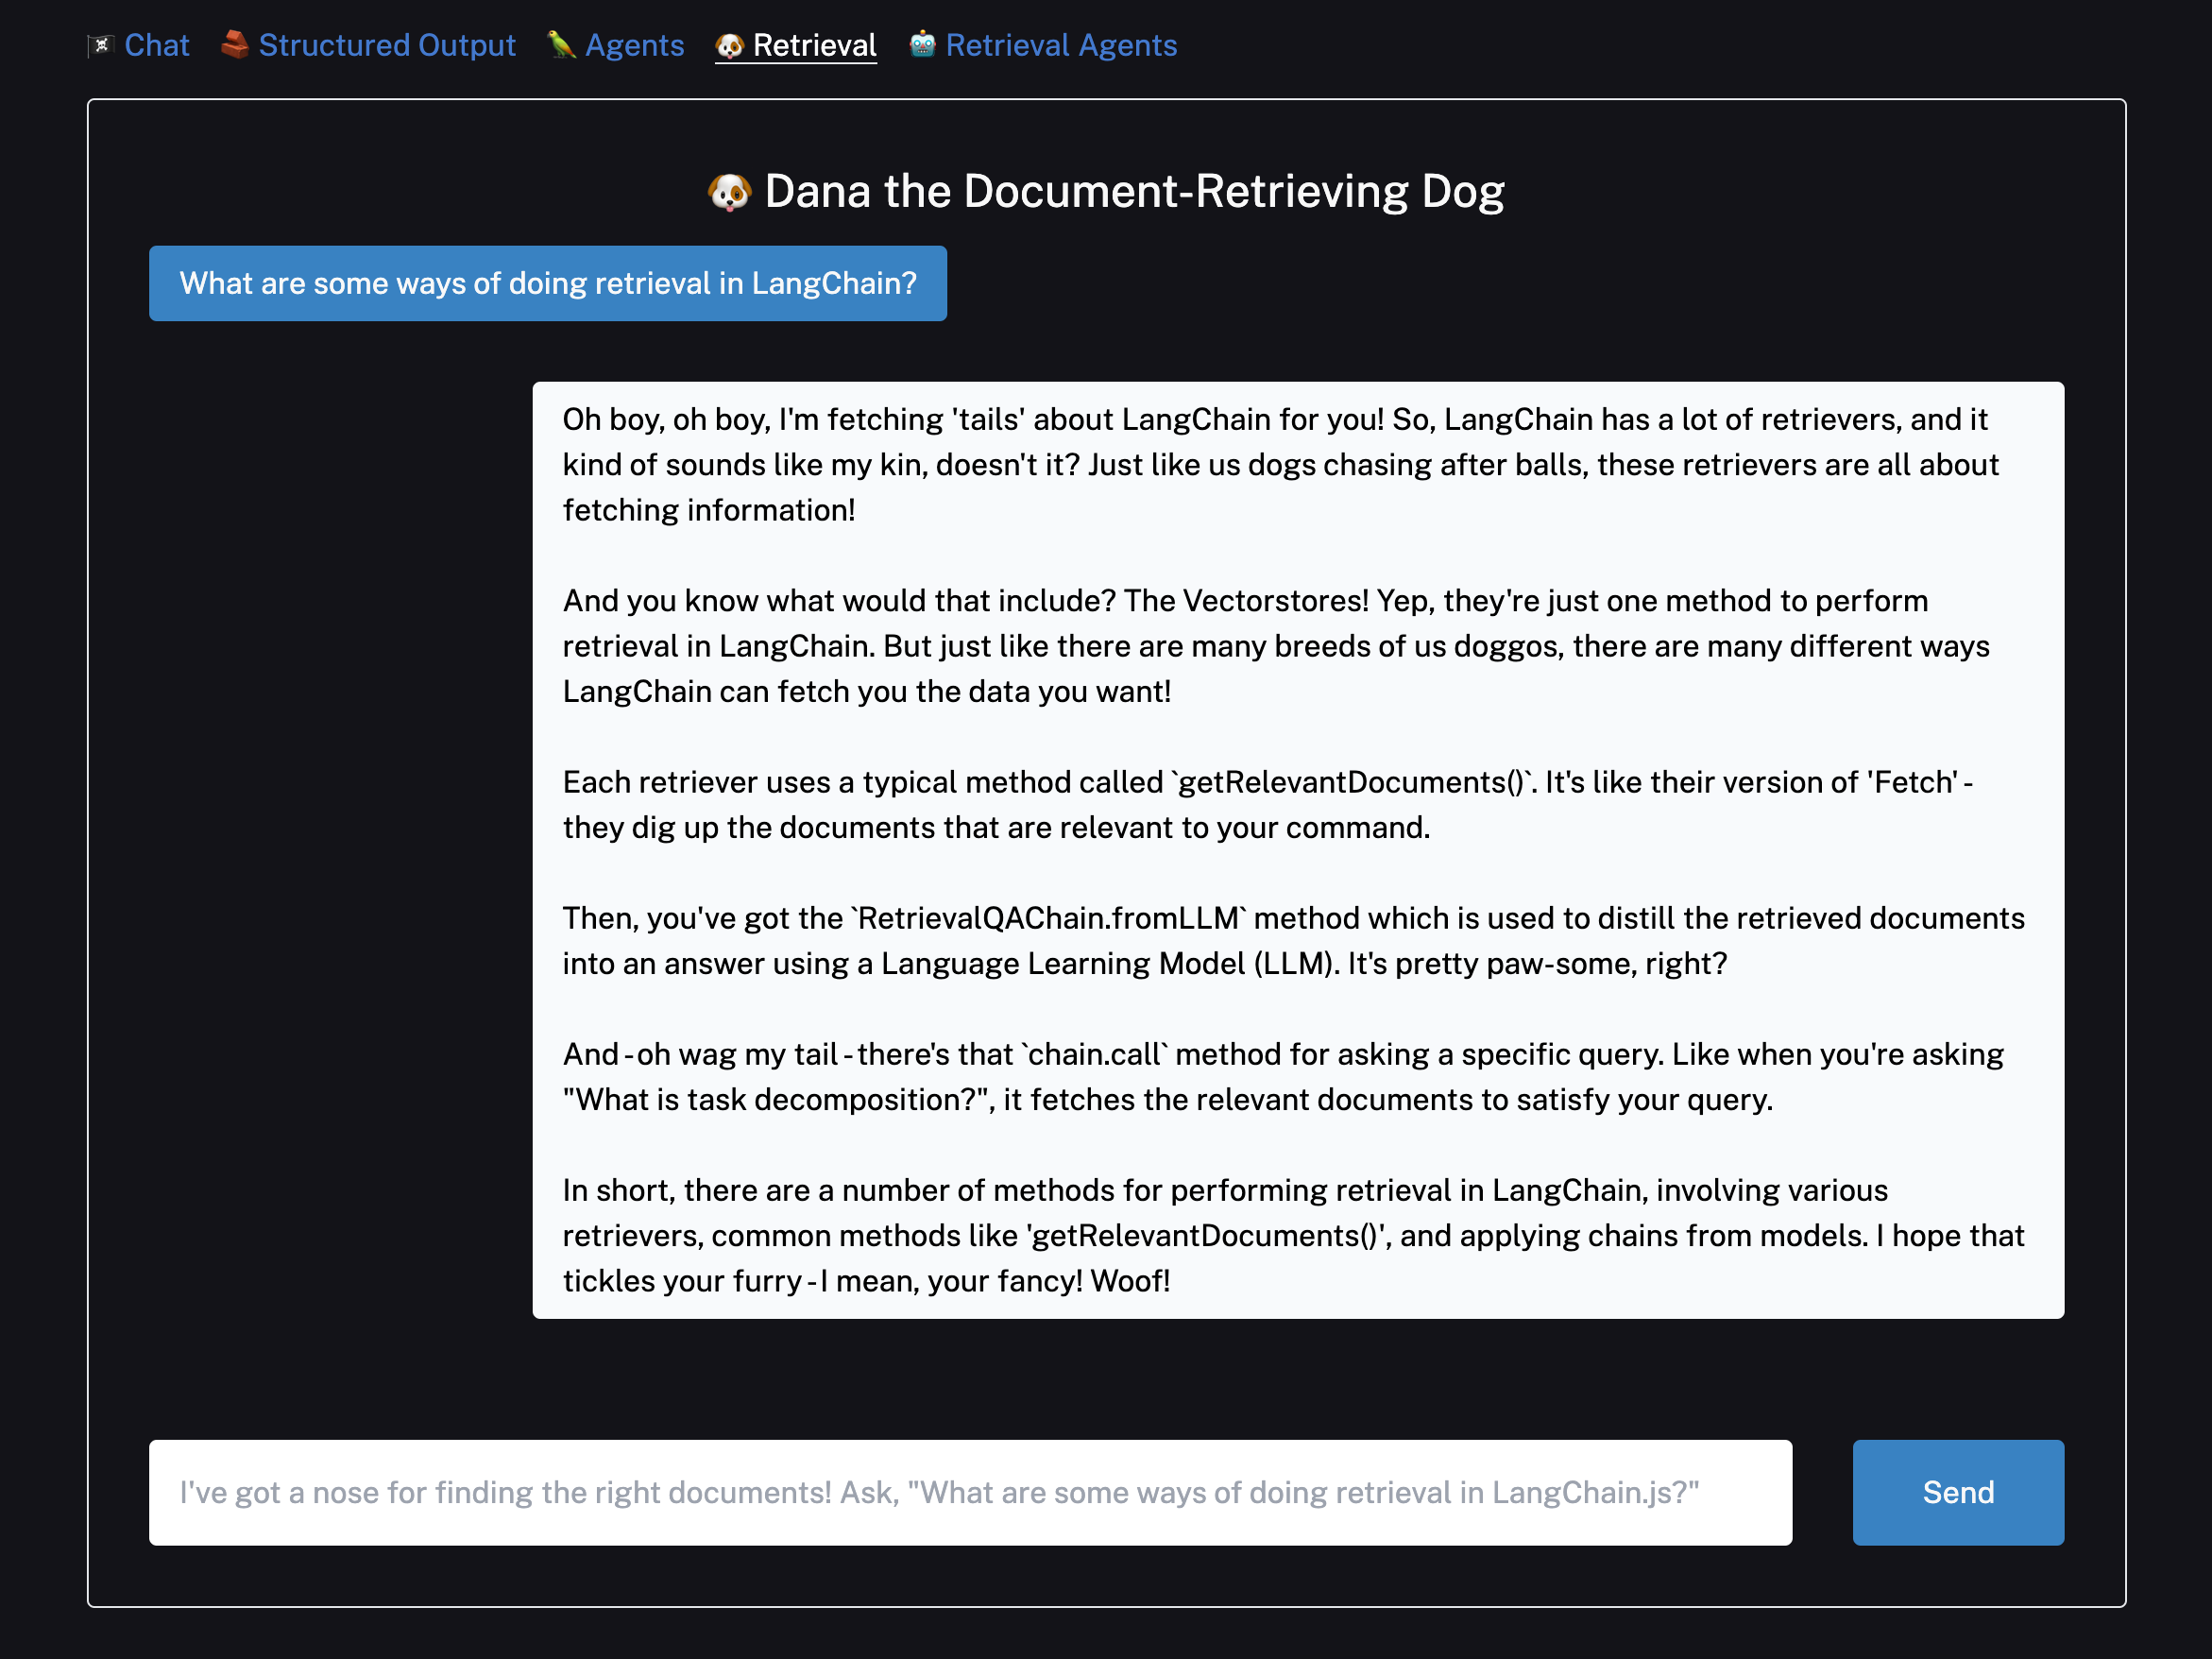 🏴‍☠️ Chat 🧱 Structured Output 🦜 Agents 🐶 Retrieval 🤖 Retrieval Agents
🐶 Dana the Document-Retrieving Dog
What are some ways of doing retrieval in LangChain?
Oh boy, oh boy, I'm fetching 'tails' about LangChain for you! So, LangChain has a lot of retrievers, and it
kind of sounds like my kin, doesn't it? Just like us dogs chasing after balls, these retrievers are all about
fetching information!
And you know what would that include? The Vectorstores! Yep, they're just one method to perform
retrieval in LangChain. But just like there are many breeds of us doggos, there are many different ways
LangChain can fetch you the data you want!
Each retriever uses a typical method called `getRelevantDocuments()`. It's like their version of 'Fetch' -
they dig up the documents that are relevant to your command.
Then, you've got the `RetrievalQAChain.fromLLM` method which is used to distill the retrieved documents
into an answer using a Language Learning Model (LLM). It's pretty paw-some, right?
And - oh wag my tail - there's that `chain.call` method for asking a specific query. Like when you're asking
"What is task decomposition?", it fetches the relevant documents to satisfy your query.
In short, there are a number of methods for performing retrieval in LangChain, involving various
retrievers, common methods like 'getRelevantDocuments()', and applying chains from models. I hope that
tickles your furry - I mean, your fancy! Woof!
I've got a nose for finding the right documents! Ask, "What are some ways of doing retrieval in LangChain.js?"
Send